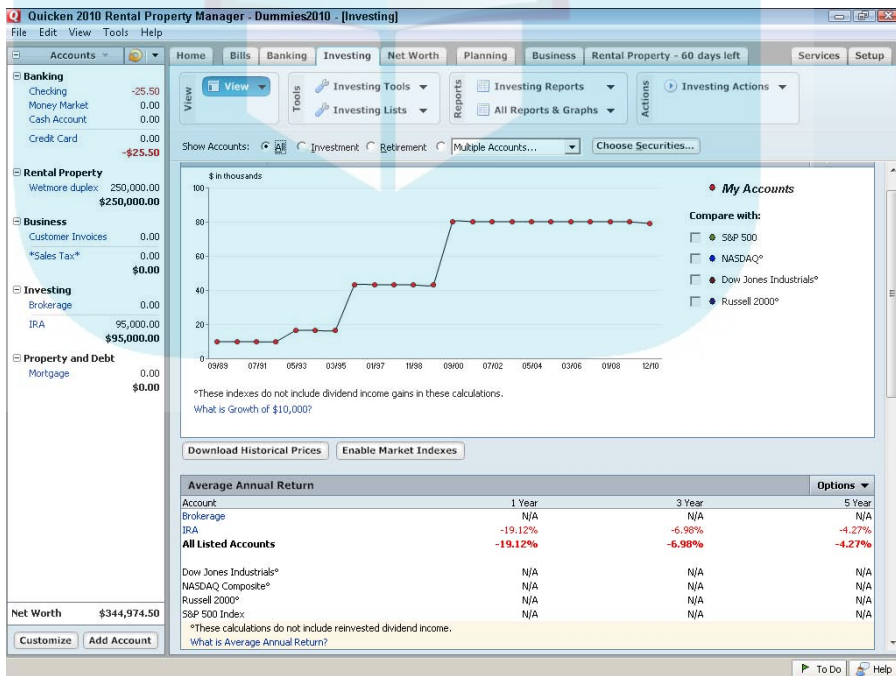 Quicken 2010 Rental Property Manager - Dummies2010 - [Investing]
File Edit View Tools Help
Accounts
Home Bills Banking Investing Net Worth Planning Business Rental Property - 60 days left Services Setup
Banking
Checking -25.50
Money Market 0.00
Cash Account 0.00
Credit Card 0.00
-$25.50
Rental Property
Wetmore duplex 250,000.00
$250,000.00
Business
Customer Invoices 0.00
*Sales Tax* 0.00
$0.00
Investing
Brokerage 0.00
IRA 95,000.00
$95,000.00
Property and Debt
Mortgage 0.00
$0.00
Net Worth $344,974.50
Customize Add Account
View View
Tools Investing Tools
Investing Lists
Reports Investing Reports
All Reports & Graphs
Actions Investing Actions
Show Accounts: All Investment Retirement Multiple Accounts... Choose Securities...
$ in thousands
100
80
60
40
20
0
09/89 07/91 05/93 03/95 01/97 11/98 09/00 07/02 05/04 03/06 01/08 12/10
My Accounts
Compare with:
S&P 500
NASDAQ°
Dow Jones Industrials°
Russell 2000°
°These indexes do not include dividend income gains in these calculations.
What is Growth of $10,000?
Download Historical Prices Enable Market Indexes
Average Annual Return Options
Account 1 Year 3 Year 5 Year
Brokerage N/A N/A N/A
IRA -19.12% -6.98% -4.27%
All Listed Accounts -19.12% -6.98% -4.27%
Dow Jones Industrials° N/A N/A N/A
NASDAQ Composite° N/A N/A N/A
Russell 2000° N/A N/A N/A
S&P 500 Index N/A N/A N/A
°These calculations do not include reinvested dividend income.
What is Average Annual Return?
To Do Help